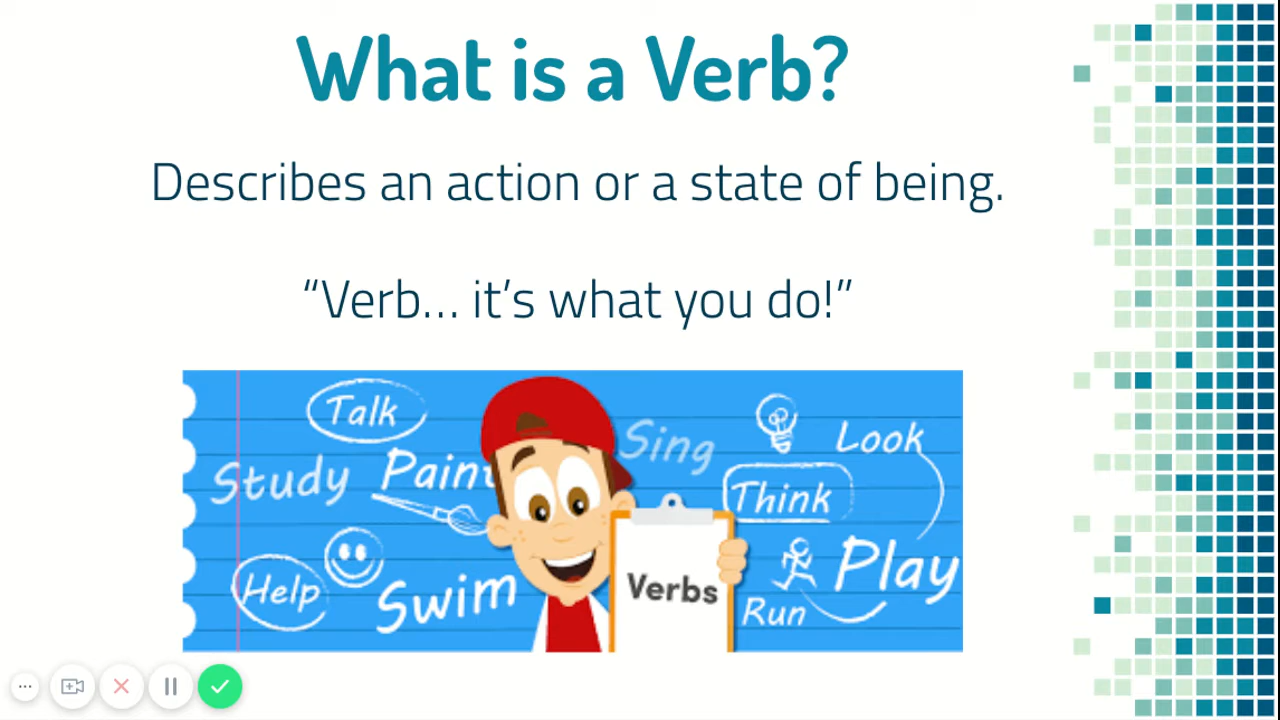 What is a Verb?
Describes an action or a state of being.
“Verb... it’s what you do!”
Talk
Sing
Look
Study
Paint
Think
Help
Swim
Verbs
Play
Run